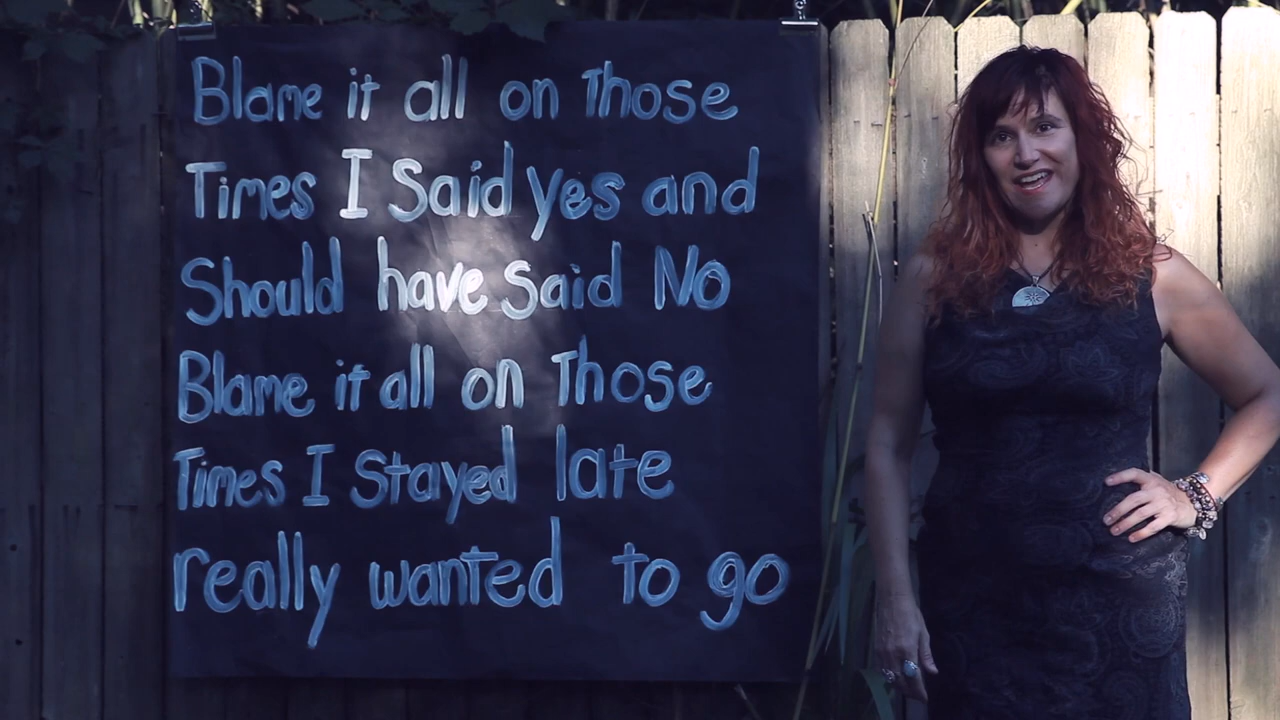 Blame it all on Those
Times I Said yes and
Should have said No
Blame it all on Those
Times I Stayed late
really wanted to go